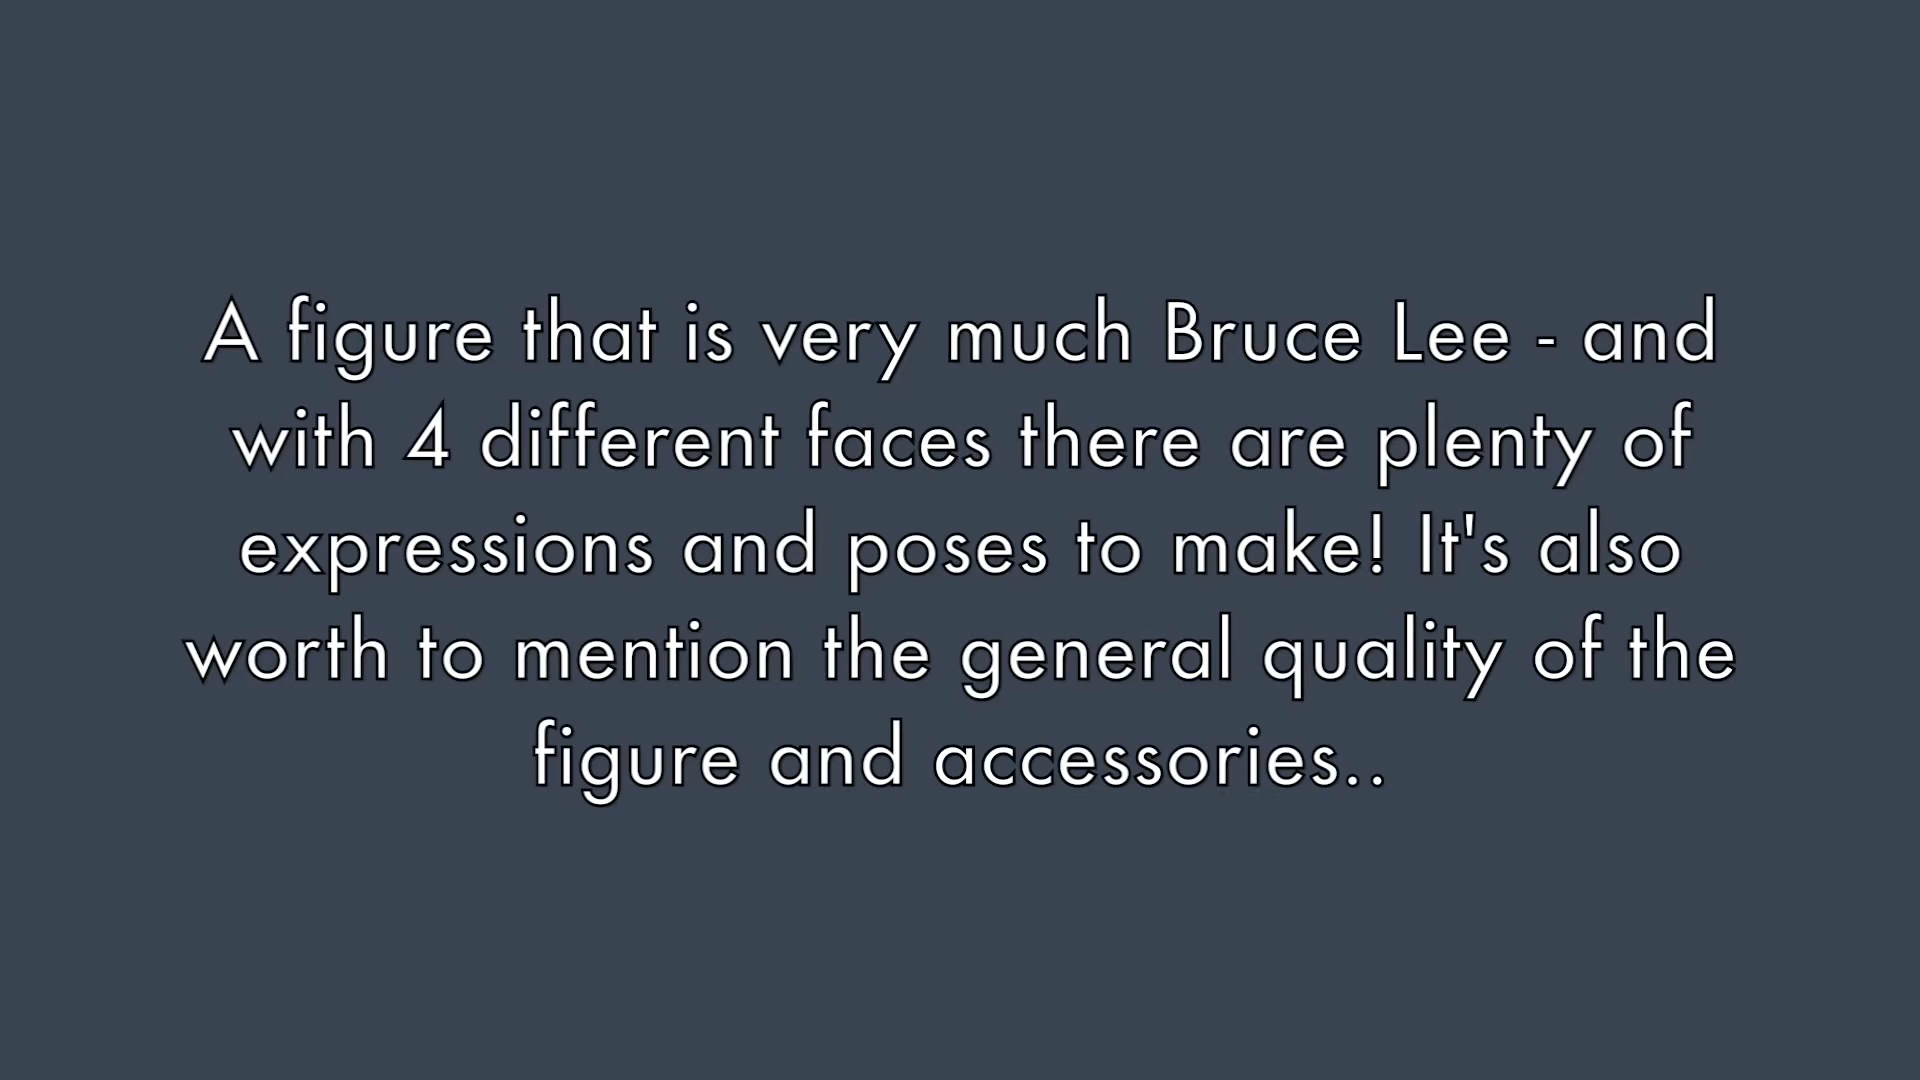 A figure that is very much Bruce Lee - and
with 4 different faces there are plenty of
expressions and poses to make! It's also
worth to mention the general quality of the
figure and accessories..